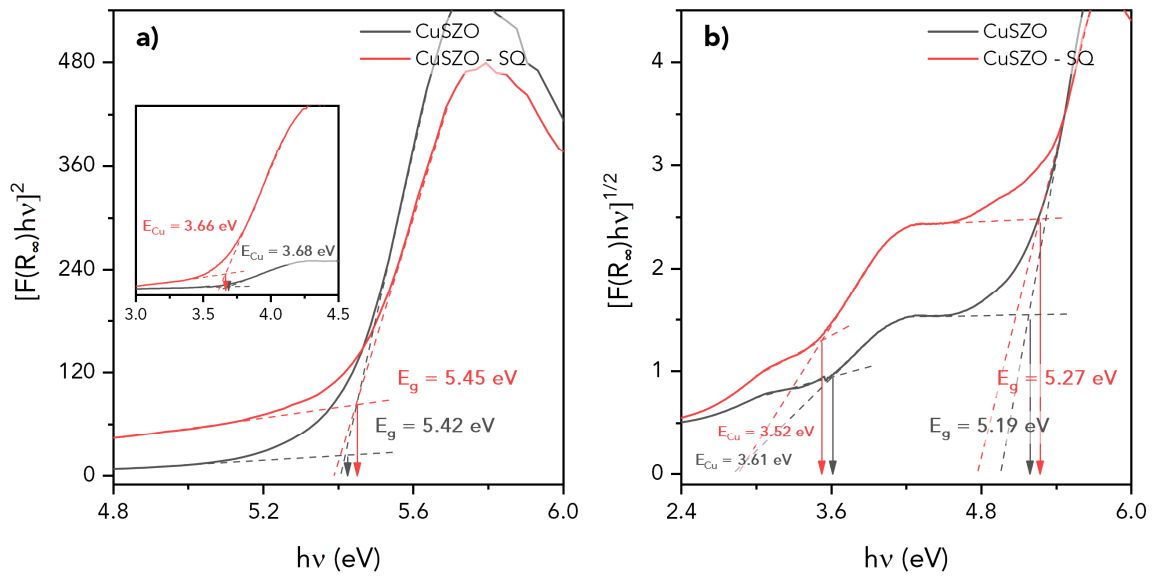 a)
CuSZO
CuSZO - SQ
[F(R∞)hν]²
480
360
240
120
0
E_Cu = 3.66 eV
E_Cu = 3.68 eV
3.0 3.5 4.0 4.5
E_g = 5.45 eV
E_g = 5.42 eV
4.8 5.2 5.6 6.0
hν (eV)
b)
CuSZO
CuSZO - SQ
[F(R∞)hν]^1/2
4
3
2
1
0
E_g = 5.27 eV
E_g = 5.19 eV
E_Cu = 3.52 eV
E_Cu = 3.61 eV
2.4 3.6 4.8 6.0
hν (eV)